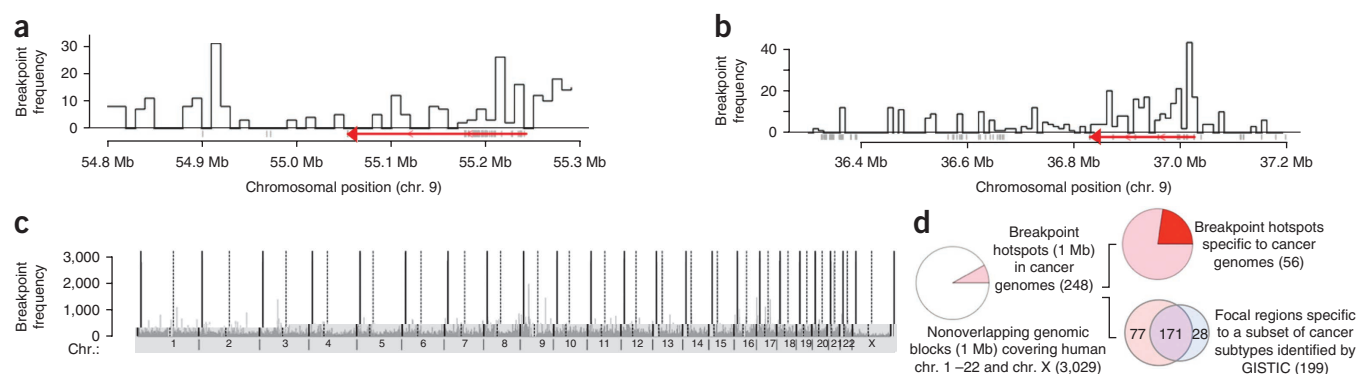 a
Breakpoint
frequency
30
20
10
0
54.8 Mb 54.9 Mb 55.0 Mb 55.1 Mb 55.2 Mb 55.3 Mb
Chromosomal position (chr. 9)
b
Breakpoint
frequency
40
20
0
36.4 Mb 36.6 Mb 36.8 Mb 37.0 Mb 37.2 Mb
Chromosomal position (chr. 9)
c
Breakpoint
frequency
3,000
2,000
1,000
0
Chr.: 1 2 3 4 5 6 7 8 9 10 11 12 13 14 15 16 17 18 19 20 21 22 X
d
Breakpoint
hotspots (1 Mb)
in cancer
genomes (248)
Nonoverlapping genomic
blocks (1 Mb) covering human
chr. 1 –22 and chr. X (3,029)
Breakpoint hotspots
specific to cancer
genomes (56)
77 171 28
Focal regions specific
to a subset of cancer
subtypes identified by
GISTIC (199)